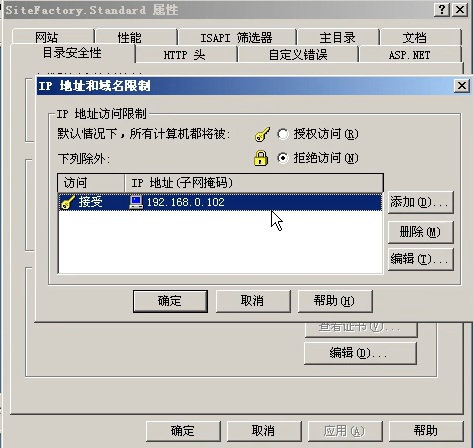 SiteFactory.Standard 属性
网站 性能 ISAPI 筛选器 主目录 文档
目录安全性 HTTP 头 自定义错误 ASP.NET
IP 地址和域名限制
IP 地址访问限制
默认情况下，所有计算机都将被： 授权访问(R)
下列除外： 拒绝访问(N)
访问 IP 地址(子网掩码)
接受 192.168.0.102
添加(D)...
删除(M)
编辑(I)...
确定 取消 帮助(H)
查看证书(V)...
编辑(D)...
确定 取消 应用(A) 帮助